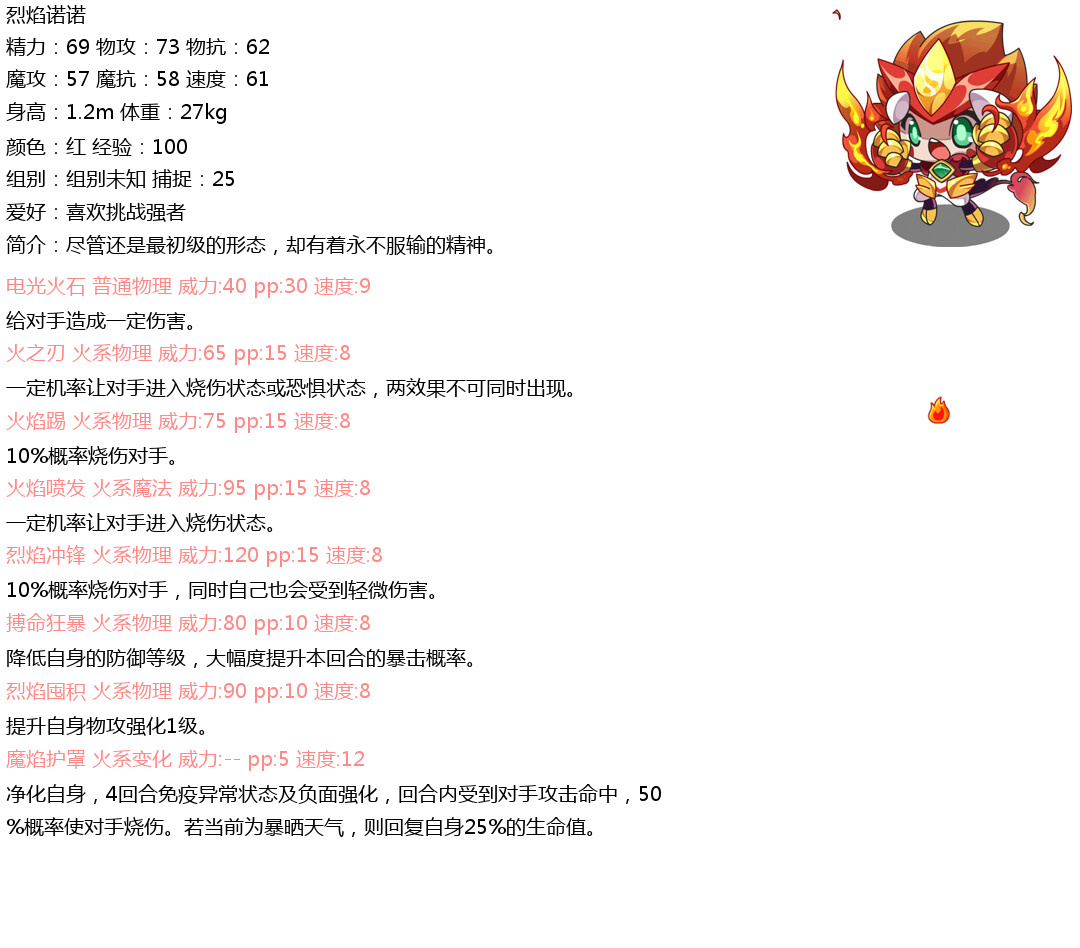 烈焰诺诺
精力：69 物攻：73 物抗：62
魔攻：57 魔抗：58 速度：61
身高：1.2m 体重：27kg
颜色：红 经验：100
组别：组别未知 捕捉：25
爱好：喜欢挑战强者
简介：尽管还是最初级的形态，却有着永不服输的精神。
电光火石 普通物理 威力:40 pp:30 速度:9
给对手造成一定伤害。
火之刃 火系物理 威力:65 pp:15 速度:8
一定机率让对手进入烧伤状态或恐惧状态，两效果不可同时出现。
火焰踢 火系物理 威力:75 pp:15 速度:8
10%概率烧伤对手。
火焰喷发 火系魔法 威力:95 pp:15 速度:8
一定机率让对手进入烧伤状态。
烈焰冲锋 火系物理 威力:120 pp:15 速度:8
10%概率烧伤对手，同时自己也会受到轻微伤害。
搏命狂暴 火系物理 威力:80 pp:10 速度:8
降低自身的防御等级，大幅度提升本回合的暴击概率。
烈焰囤积 火系物理 威力:90 pp:10 速度:8
提升自身物攻强化1级。
魔焰护罩 火系变化 威力:-- pp:5 速度:12
净化自身，4回合免疫异常状态及负面强化，回合内受到对手攻击命中，50
%概率使对手烧伤。若当前为暴晒天气，则回复自身25%的生命值。